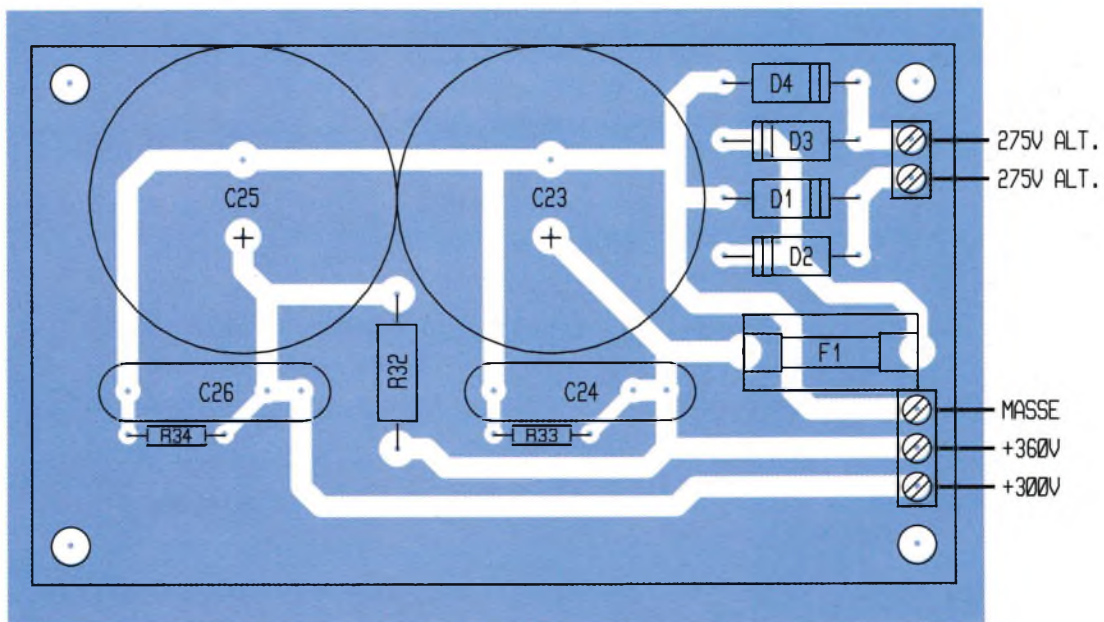 D4
275V ALT.
D3
275V ALT.
C25
C23
D1
D2
F1
R32
C26
C24
MASSE
R34
R33
+360V
+300V